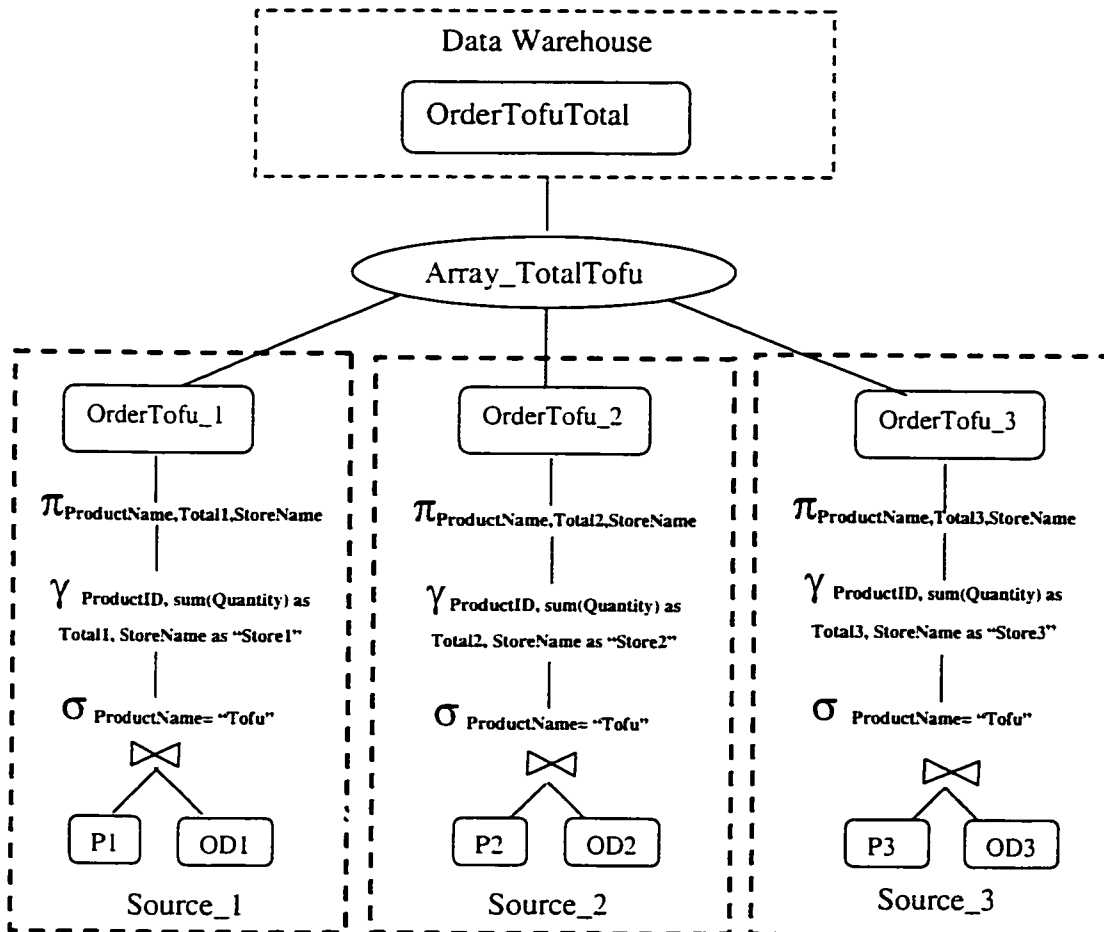 Data Warehouse
OrderTofuTotal
Array_TotalTofu
OrderTofu_1
πProductName,Total1,StoreName
γ ProductID, sum(Quantity) as
Total1, StoreName as “Store1”
σ ProductName= “Tofu”
P1
OD1
Source_1
OrderTofu_2
πProductName,Total2,StoreName
γ ProductID, sum(Quantity) as
Total2, StoreName as “Store2”
σ ProductName= “Tofu”
P2
OD2
Source_2
OrderTofu_3
πProductName,Total3,StoreName
γ ProductID, sum(Quantity) as
Total3, StoreName as “Store3”
σ ProductName= “Tofu”
P3
OD3
Source_3